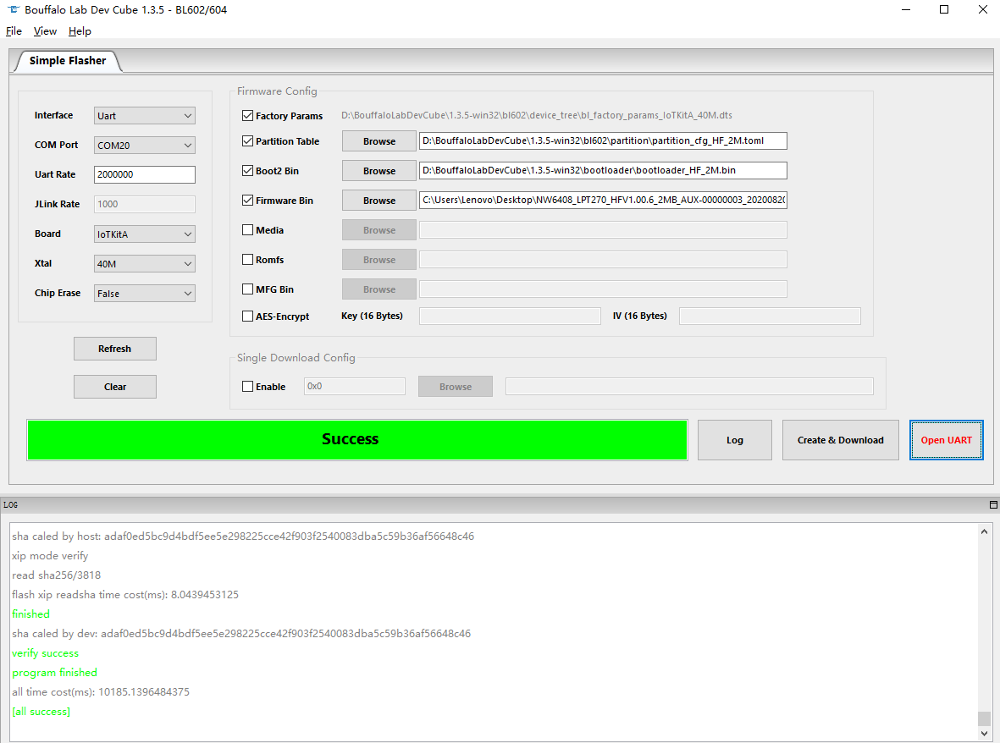 Bouffalo Lab Dev Cube 1.3.5 - BL602/604
File View Help
Simple Flasher
Interface Uart
COM Port COM20
Uart Rate 2000000
JLink Rate 1000
Board IoTKitA
Xtal 40M
Chip Erase False
Refresh
Clear
Firmware Config
Factory Params D:\BouffaloLabDevCube\1.3.5-win32\bl602\device_tree\bl_factory_params_IoTKitA_40M.dts
Partition Table Browse D:\BouffaloLabDevCube\1.3.5-win32\bl602\partition\partition_cfg_HF_2M.toml
Boot2 Bin Browse D:\BouffaloLabDevCube\1.3.5-win32\bootloader\bootloader_HF_2M.bin
Firmware Bin Browse C:\Users\Lenovo\Desktop\NW6408_LPT270_HFV1.00.6_2MB_AUX-00000003_20200820
Media Browse
Romfs Browse
MFG Bin Browse
AES-Encrypt Key (16 Bytes) IV (16 Bytes)
Single Download Config
Enable 0x0 Browse
Success Log Create & Download Open UART
LOG
sha caled by host: adaf0ed5bc9d4bdf5ee5e298225cce42f903f2540083dba5c59b36af56648c46
xip mode verify
read sha256/3818
flash xip readsha time cost(ms): 8.0439453125
finished
sha caled by dev: adaf0ed5bc9d4bdf5ee5e298225cce42f903f2540083dba5c59b36af56648c46
verify success
program finished
all time cost(ms): 10185.1396484375
[all success]